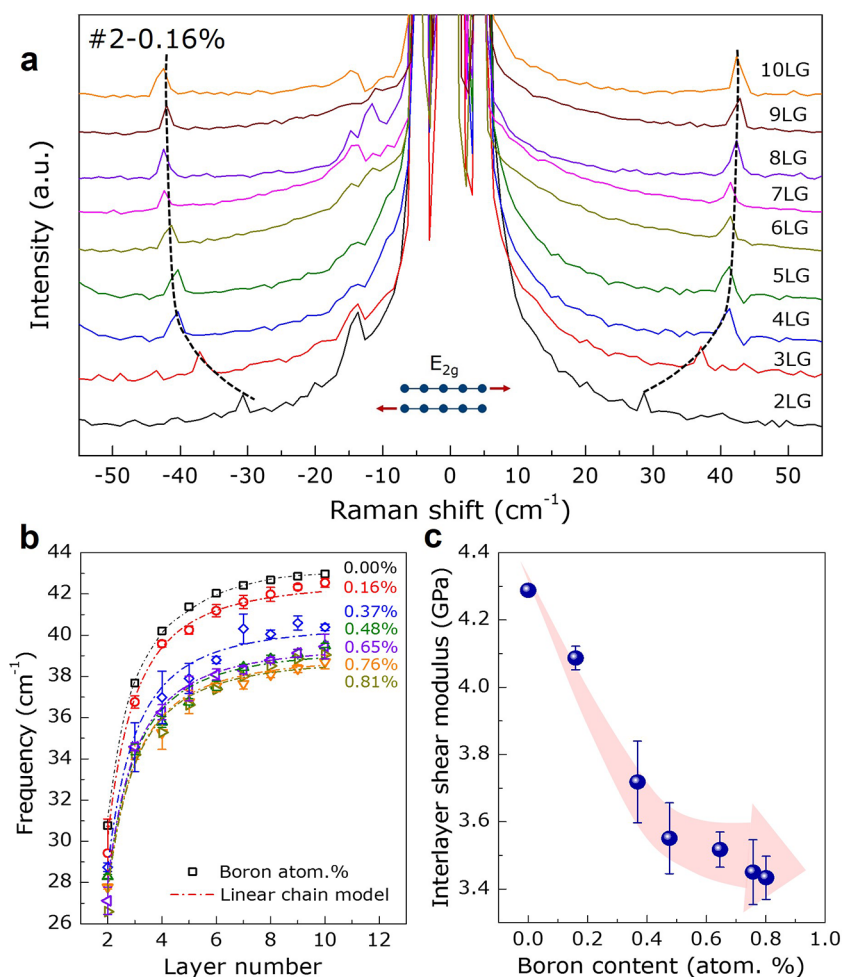 a
#2-0.16%
10LG
9LG
8LG
7LG
6LG
5LG
4LG
3LG
2LG
E2g
Intensity (a.u.)
-50 -40 -30 -20 -10 0 10 20 30 40 50
Raman shift (cm-1)
b
44
43
42
40
38
36
34
31
30
29
28
26
2 4 6 8 10 12
0.00%
0.16%
0.37%
0.48%
0.65%
0.76%
0.81%
Boron atom.%
Linear chain model
Frequency (cm-1)
Layer number
c
4.4
4.2
4.0
3.8
3.6
3.4
0.0 0.2 0.4 0.6 0.8 1.0
Interlayer shear modulus (GPa)
Boron content (atom. %)